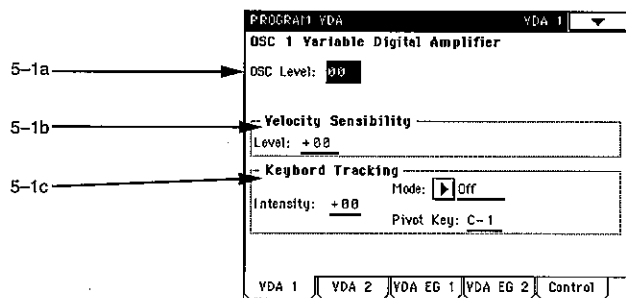 PROGRAM VDA VDA 1
OSC 1 Variable Digital Amplifier
5-1a
OSC Level: 00
5-1b
Velocity Sensibility
Level: +00
5-1c
Keybord Tracking
Mode: Off
Intensity: +00
Pivot Key: C-1
VDA 1 VDA 2 VDA EG 1 VDA EG 2 Control